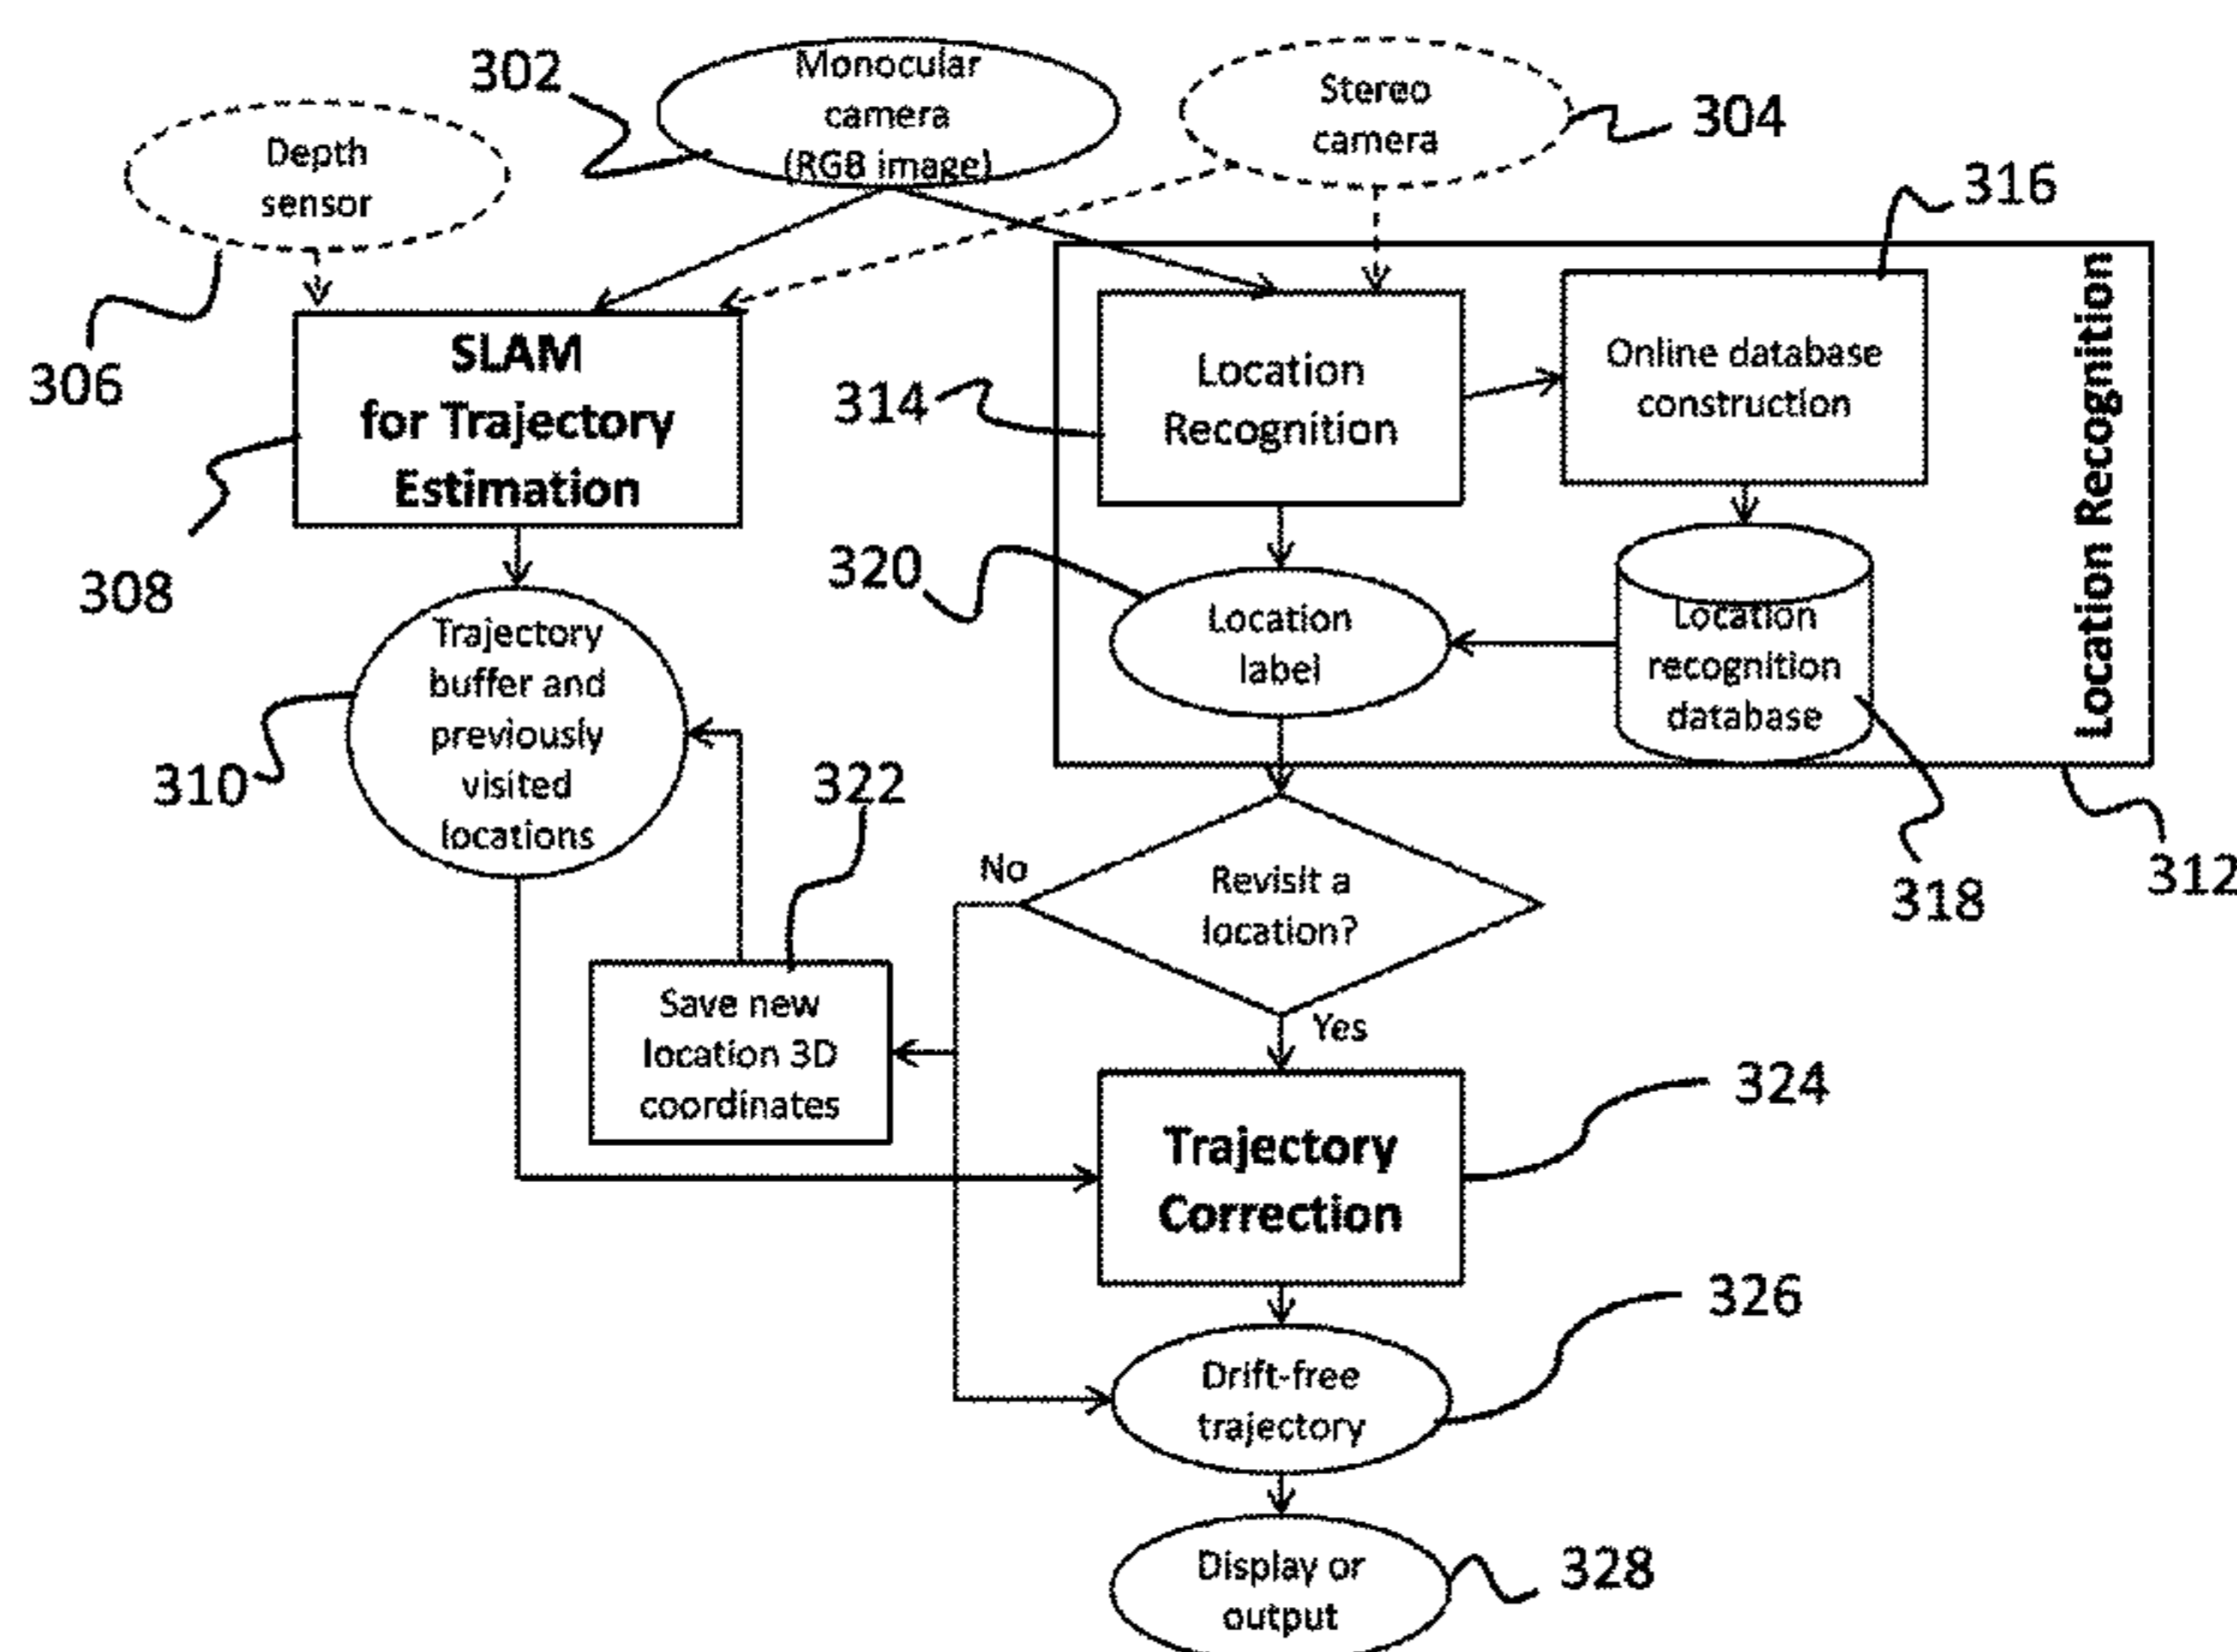 302
Monocular
camera
(RGB image)
Stereo
camera
304
Depth
sensor
316
306
SLAM
for Trajectory
Estimation
314
Location
Recognition
Online database
construction
Location Recognition
308
320
Location
label
Location
recognition
database
Trajectory
buffer and
previously
visited
locations
310
322
No
Revisit a
location?
318
312
Save new
location 3D
coordinates
Yes
324
Trajectory
Correction
326
Drift-free
trajectory
Display or
output
328